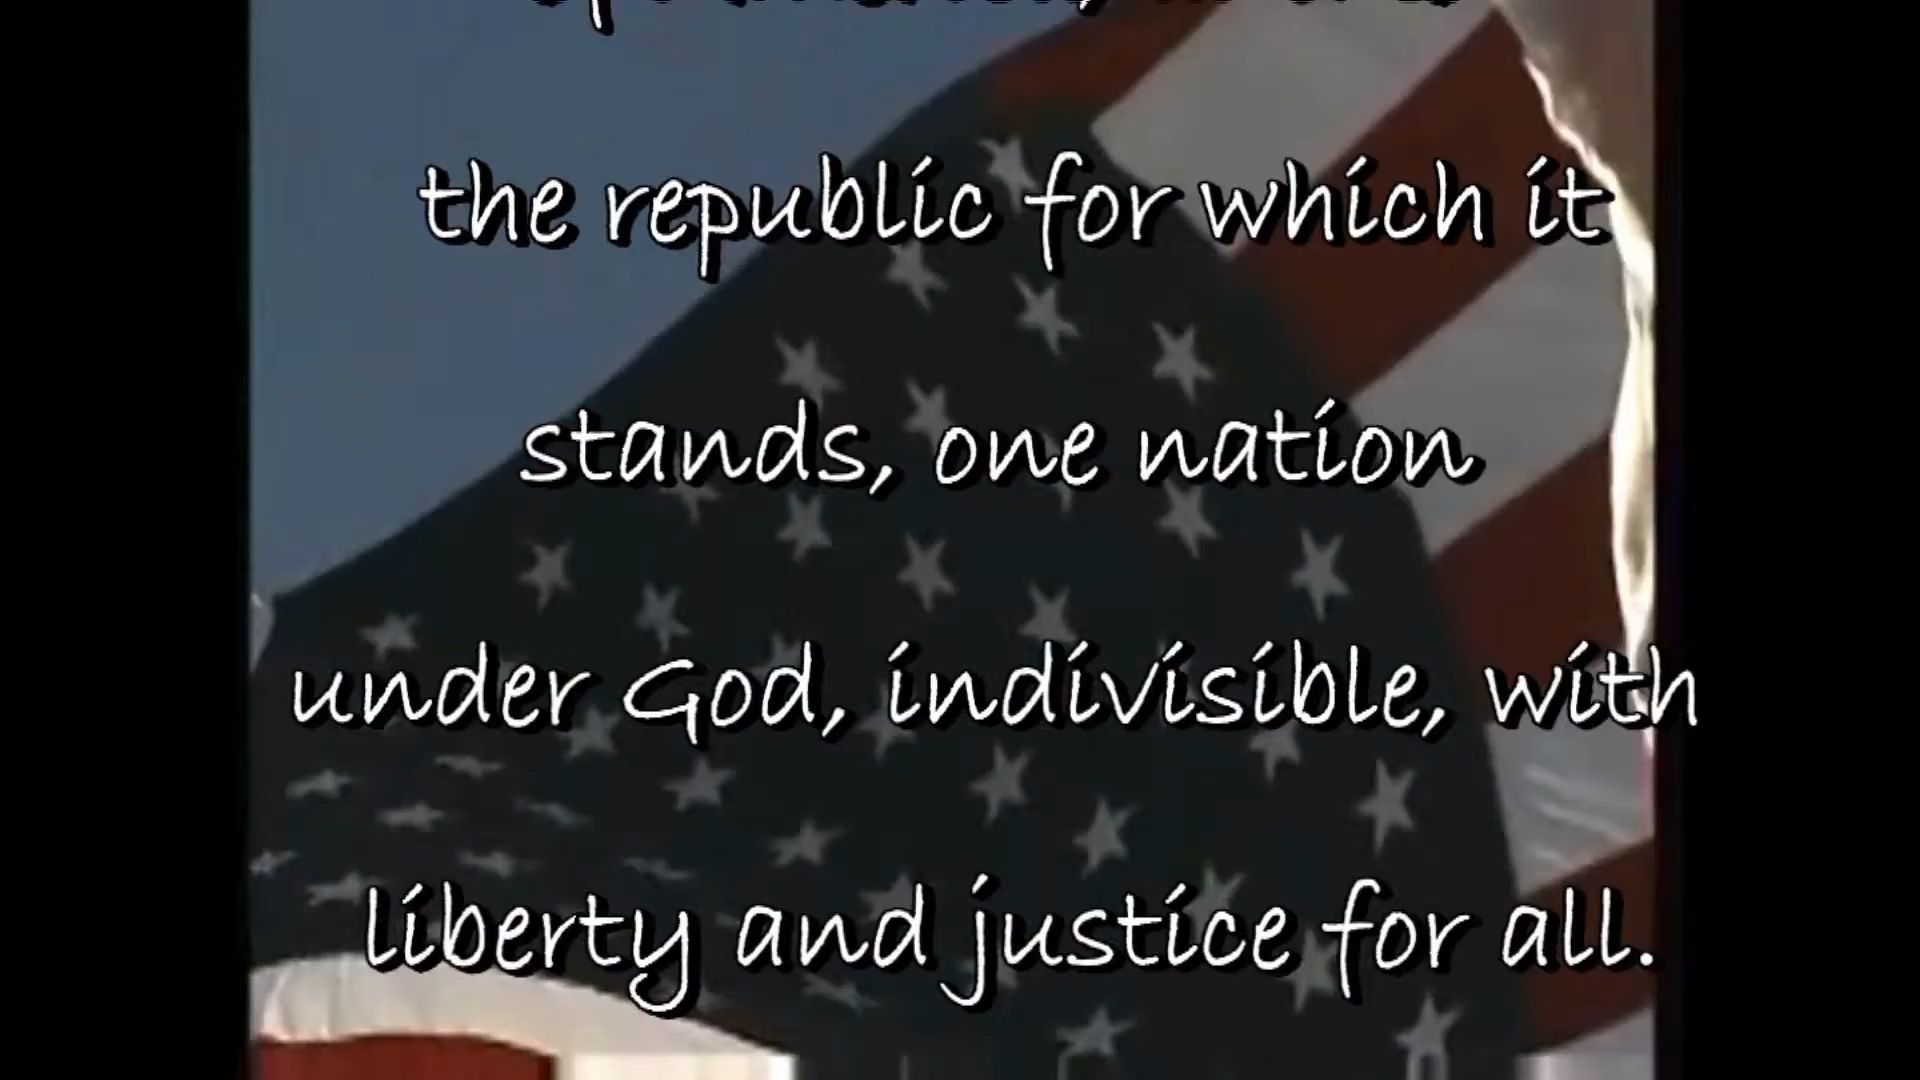 the republic for which it
stands, one nation
under God, indivisible, with
liberty and justice for all.